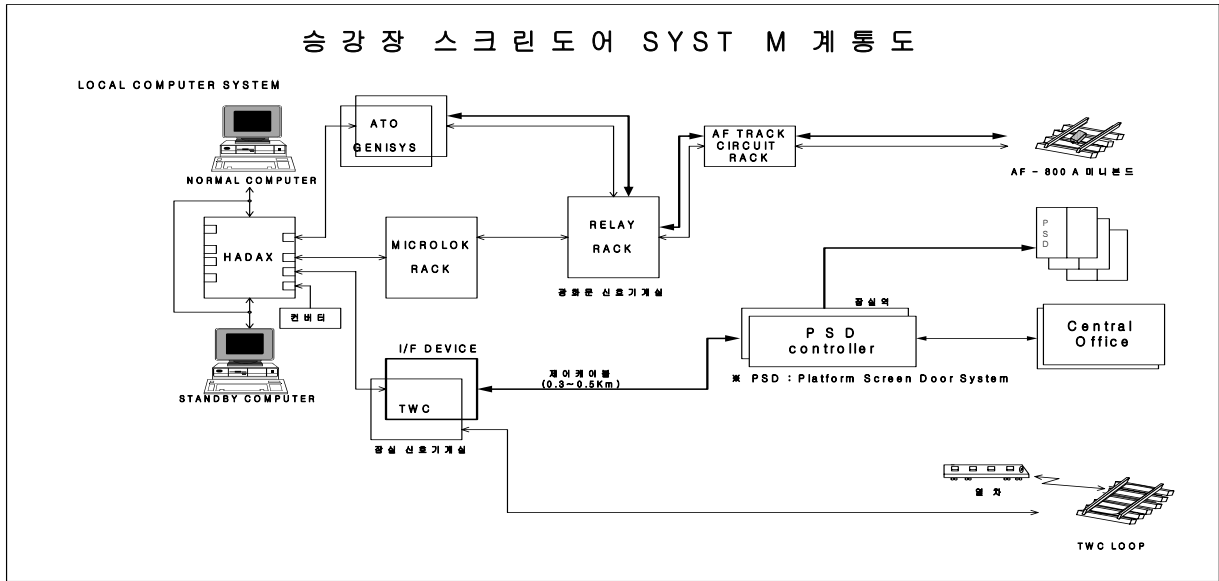 승강장 스크린도어 SYST M 계통도
LOCAL COMPUTER SYSTEM
NORMAL COMPUTER
HADAX
컨버터
STANDBY COMPUTER
ATO
GENISYS
MICROLOK
RACK
RELAY
RACK
광화문 신호기계실
AF TRACK
CIRCUIT
RACK
AF - 800 A 미니본드
PSD
잠실역
PSD
controller
Central
Office
※ PSD : Platform Screen Door System
I/F DEVICE
TWC
잠실 신호기계실
제어케이블
(0.3~0.5Km)
열 차
TWC LOOP